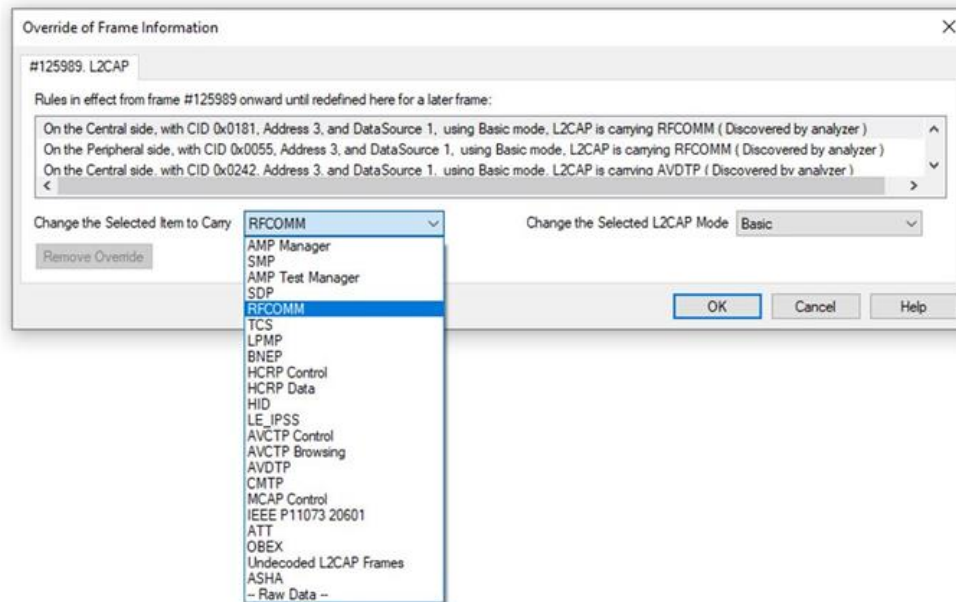 Override of Frame Information
#125989. L2CAP
Rules in effect from frame #125989 onward until redefined here for a later frame:
On the Central side, with CID 0x0181, Address 3, and DataSource 1, using Basic mode, L2CAP is carrying RFCOMM ( Discovered by analyzer )
On the Peripheral side, with CID 0x0055, Address 3, and DataSource 1, using Basic mode, L2CAP is carrying RFCOMM ( Discovered by analyzer )
On the Central side, with CID 0x0242, Address 3, and DataSource 1, using Basic mode, L2CAP is carrying AVDTP ( Discovered by analyzer )
Change the Selected Item to Carry RFCOMM Change the Selected L2CAP Mode Basic
Remove Override
OK Cancel Help
AMP Manager
SMP
AMP Test Manager
SDP
RFCOMM
TCS
LPMP
BNEP
HCRP Control
HCRP Data
HID
LE_IPSS
AVCTP Control
AVCTP Browsing
AVDTP
CMTP
MCAP Control
IEEE P11073 20601
ATT
OBEX
Undecoded L2CAP Frames
ASHA
-- Raw Data --